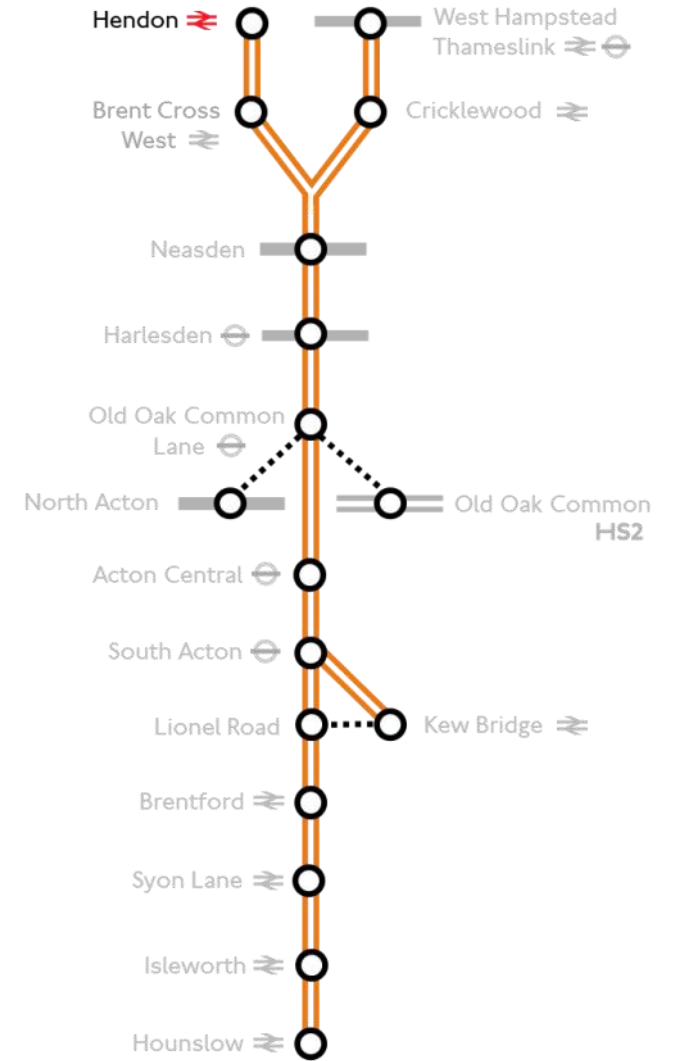 Hendon
West Hampstead
Thameslink
Brent Cross
West
Cricklewood
Neasden
Harlesden
Old Oak Common
Lane
North Acton
Old Oak Common
HS2
Acton Central
South Acton
Lionel Road
Kew Bridge
Brentford
Syon Lane
Isleworth
Hounslow